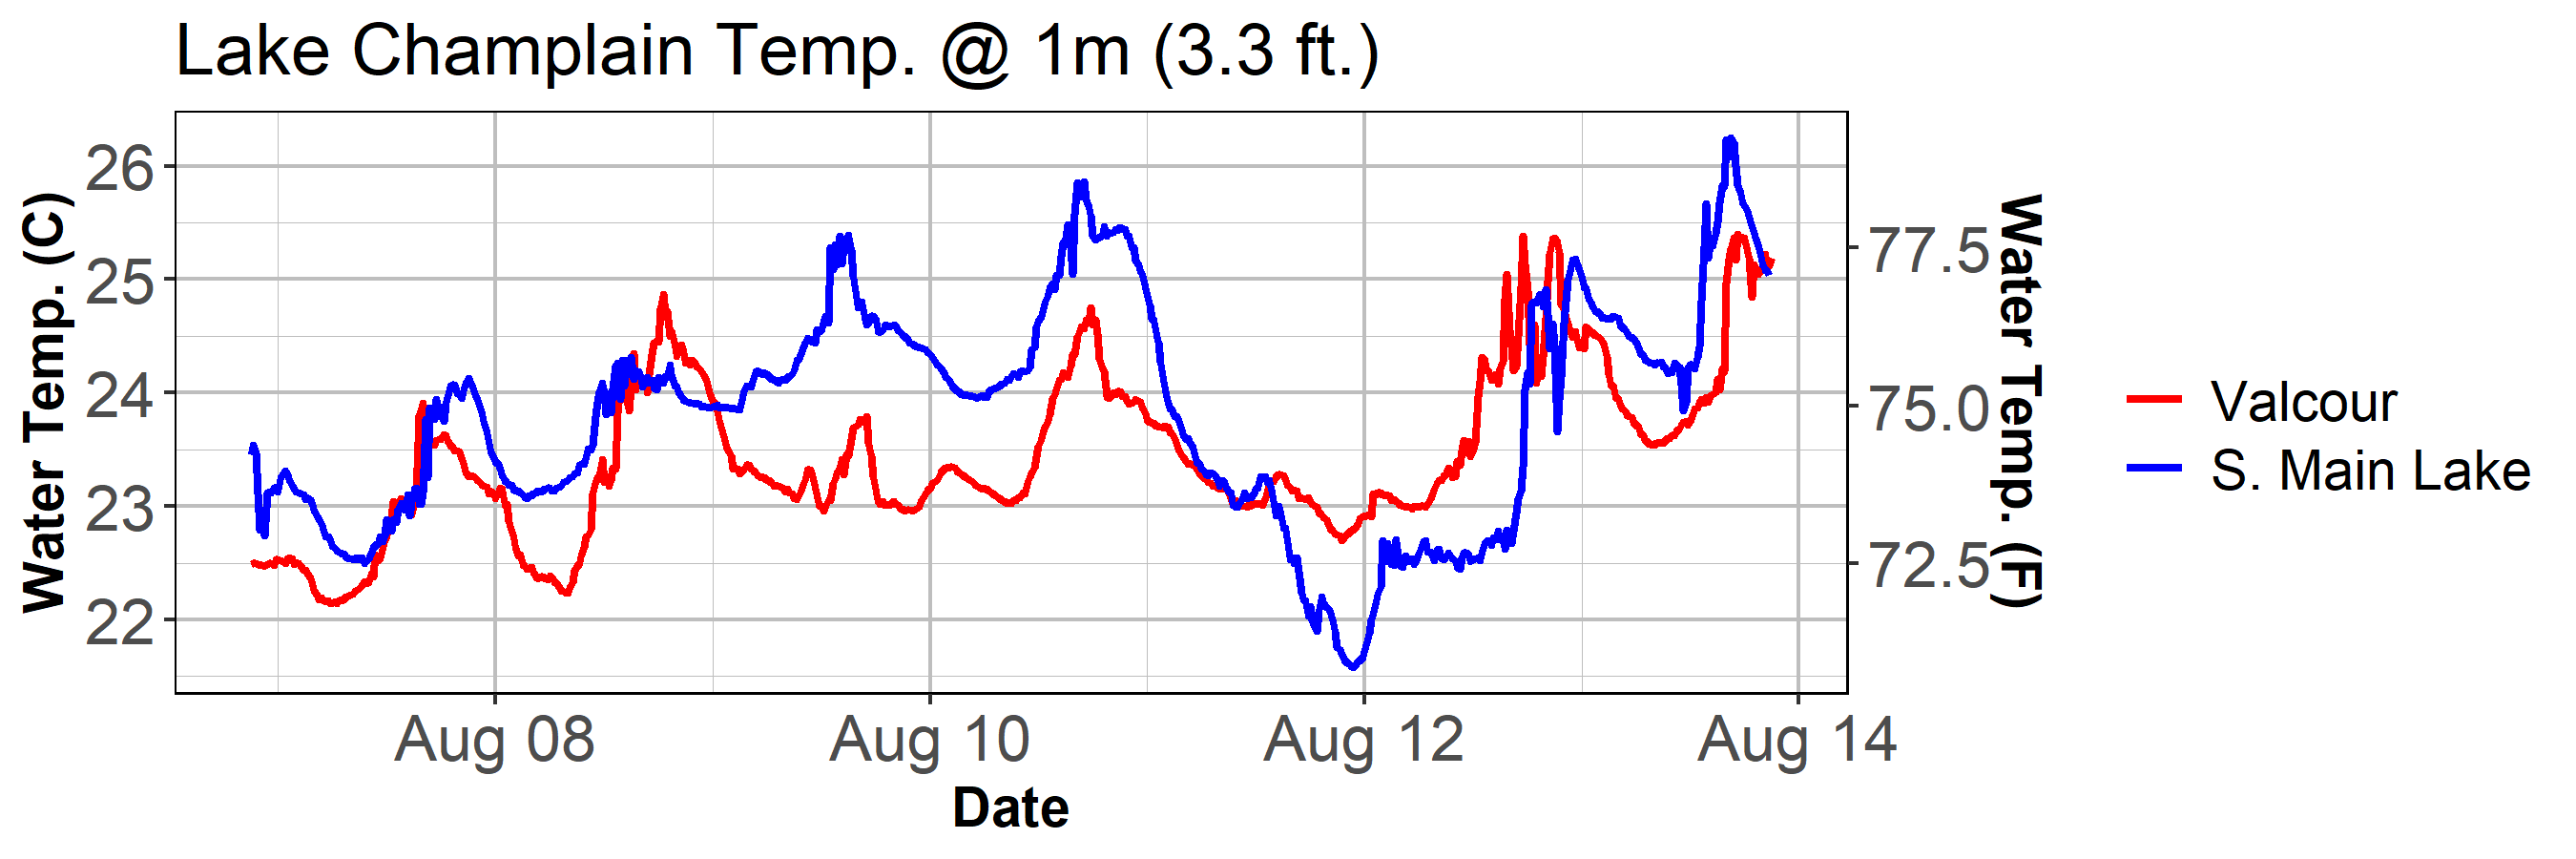 Lake Champlain Temp. @ 1m (3.3 ft.)
Water Temp. (C)
26
25
24
23
22
77.5
75.0
72.5
Water Temp. (F)
Valcour
S. Main Lake
Aug 08
Aug 10
Aug 12
Aug 14
Date